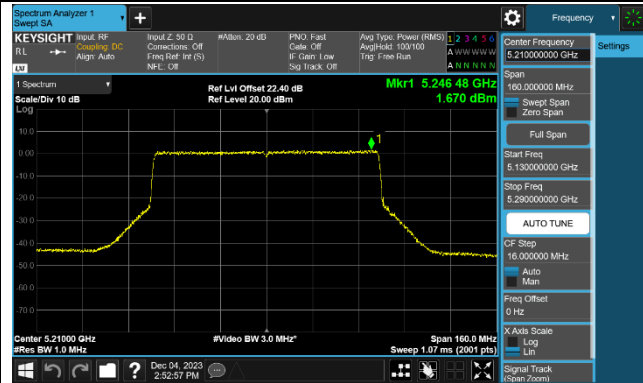 Spectrum Analyzer 1
Swept SA
+
Frequency
KEYSIGHT
Input: RF
Input Z: 50 Ω
#Atten: 20 dB
PNO: Fast
Avg Type: Power (RMS)
1 2 3 4 5 6
RL
Coupling: DC
Corrections: Off
Gate: Off
Avg|Hold: 100/100
A W W W W W
Align: Auto
Freq Ref: Int (S)
IF Gain: Low
Trig: Free Run
NFE: Off
Sig Track: Off
A N N N N N
LXI
1 Spectrum
Scale/Div 10 dB
Ref Lvl Offset 22.40 dB
Ref Level 20.00 dBm
Mkr1 5.246 48 GHz
1.670 dBm
Log
10.0
0.00
-10.0
-20.0
-30.0
-40.0
-50.0
-60.0
-70.0
1
Center 5.21000 GHz
#Res BW 1.0 MHz
#Video BW 3.0 MHz*
Span 160.0 MHz
Sweep 1.07 ms (2001 pts)
Dec 04, 2023
2:52:57 PM
?
Center Frequency
5.210000000 GHz
Settings
Span
160.000000 MHz
Swept Span
Zero Span
Full Span
Start Freq
5.130000000 GHz
Stop Freq
5.290000000 GHz
AUTO TUNE
CF Step
16.000000 MHz
Auto
Man
Freq Offset
0 Hz
X Axis Scale
Log
Lin
Signal Track
(Span Zoom)